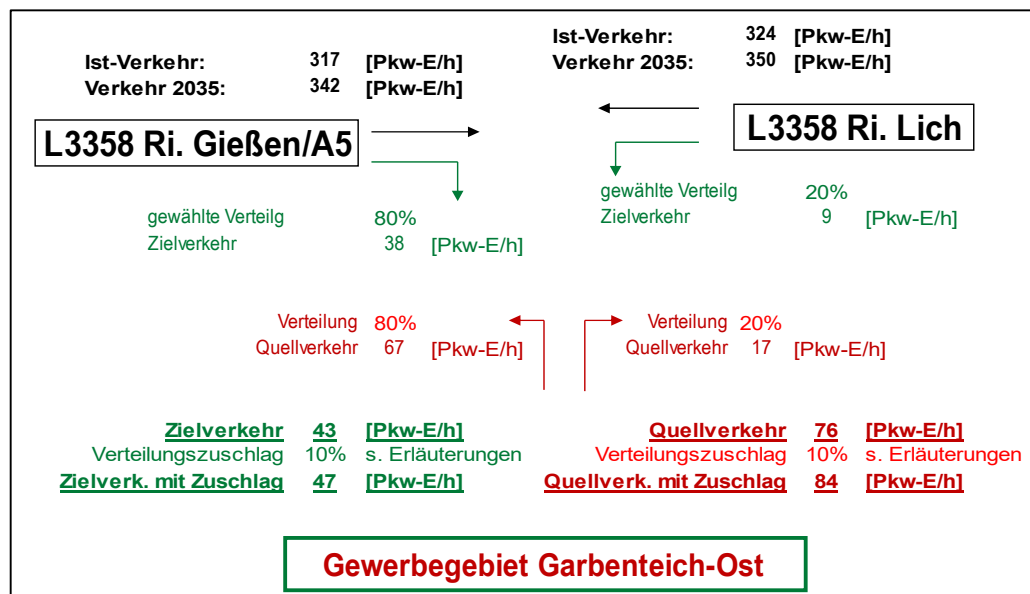 Ist-Verkehr: 317 [Pkw-E/h]
Verkehr 2035: 342 [Pkw-E/h]
Ist-Verkehr: 324 [Pkw-E/h]
Verkehr 2035: 350 [Pkw-E/h]
L3358 Ri. Gießen/A5
L3358 Ri. Lich
gewählte Verteilg 80%
Zielverkehr 38 [Pkw-E/h]
gewählte Verteilg 20%
Zielverkehr 9 [Pkw-E/h]
Verteilung 80%
Quellverkehr 67 [Pkw-E/h]
Verteilung 20%
Quellverkehr 17 [Pkw-E/h]
Zielverkehr 43 [Pkw-E/h]
Verteilungszuschlag 10% s. Erläuterungen
Zielverk. mit Zuschlag 47 [Pkw-E/h]
Quellverkehr 76 [Pkw-E/h]
Verteilungszuschlag 10% s. Erläuterungen
Quellverk. mit Zuschlag 84 [Pkw-E/h]
Gewerbegebiet Garbenteich-Ost